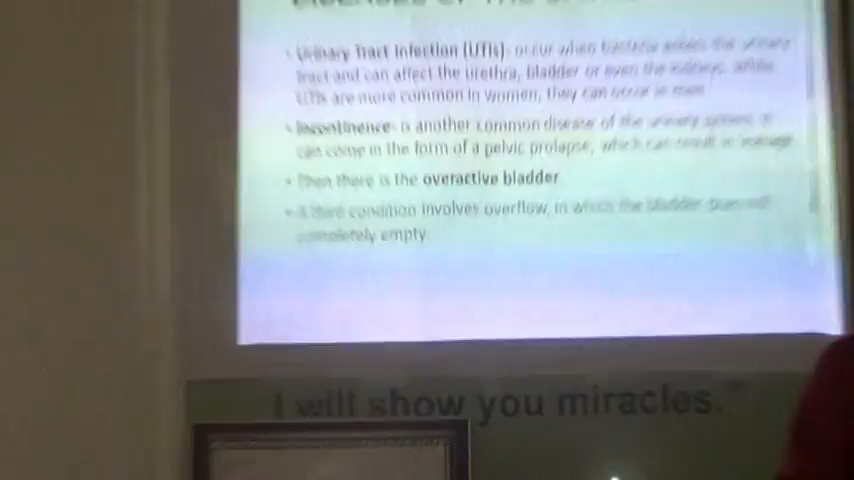 • Urinary Tract Infection (UTIs)- occur when bacteria enters the urinary
tract and can affect the urethra, bladder or even the kidneys. While
UTIs are more common in women, they can occur in men.
• Incontinence- is another common disease of the urinary system. It
can come in the form of a pelvic prolapse, which can result in leakage
• Then there is the overactive bladder
• A third condition involves overflow, in which the bladder does not
completely empty.
I will show you miracles."